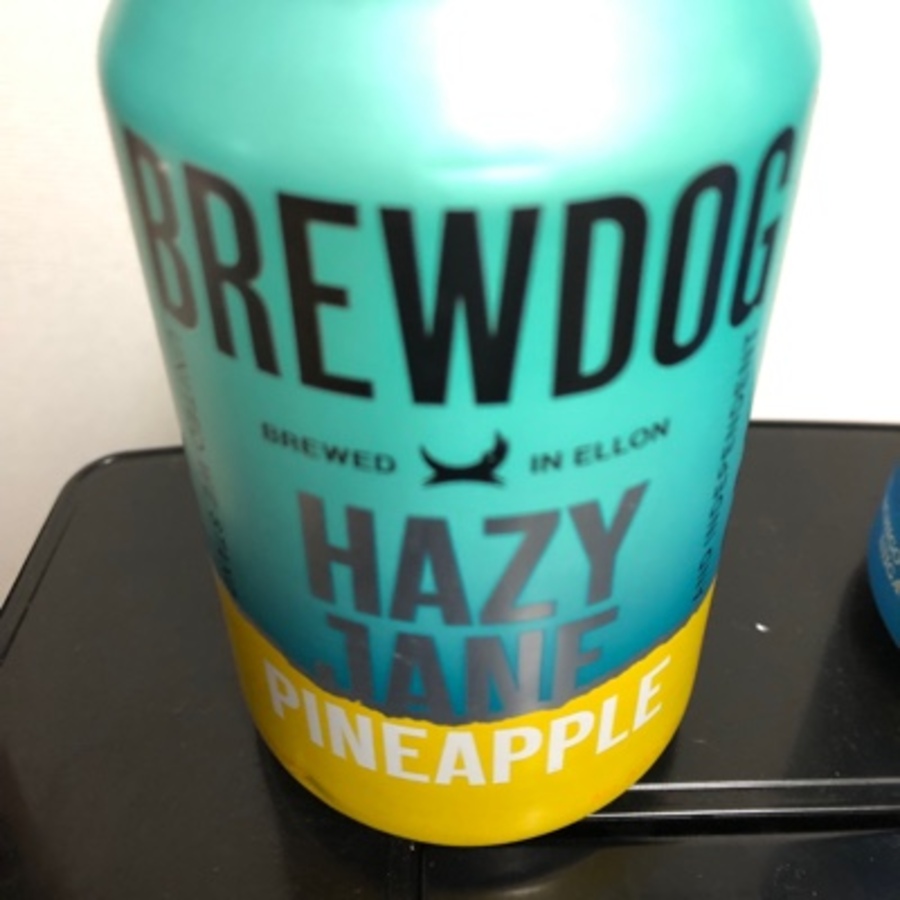 BREWDOG
BREWED IN ELLON
HAZY
JANE
PINEAPPLE